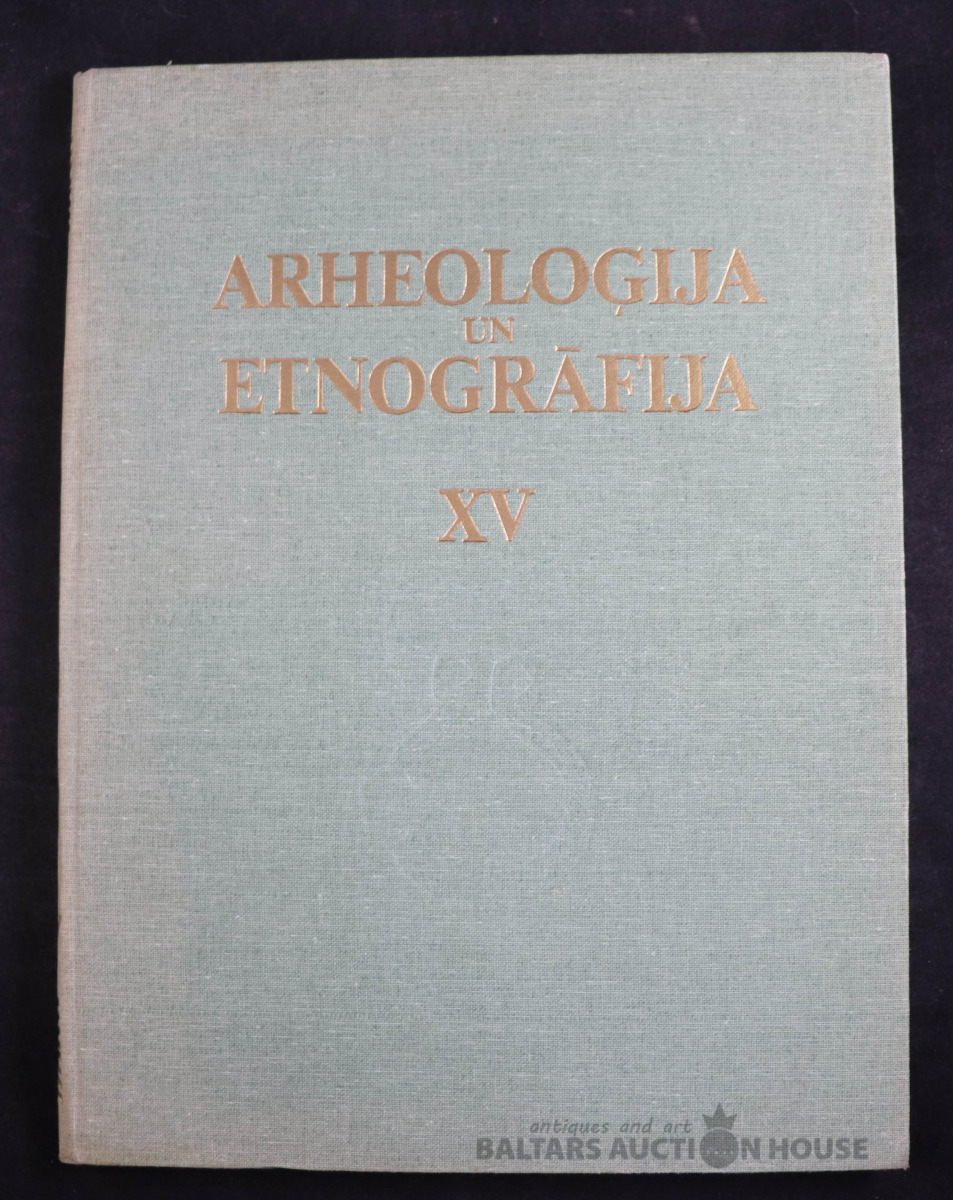 ARHEOLOĢIJA
UN
ETNOGRĀFIJA
XV
antiques and art
BALTARS AUCTION HOUSE